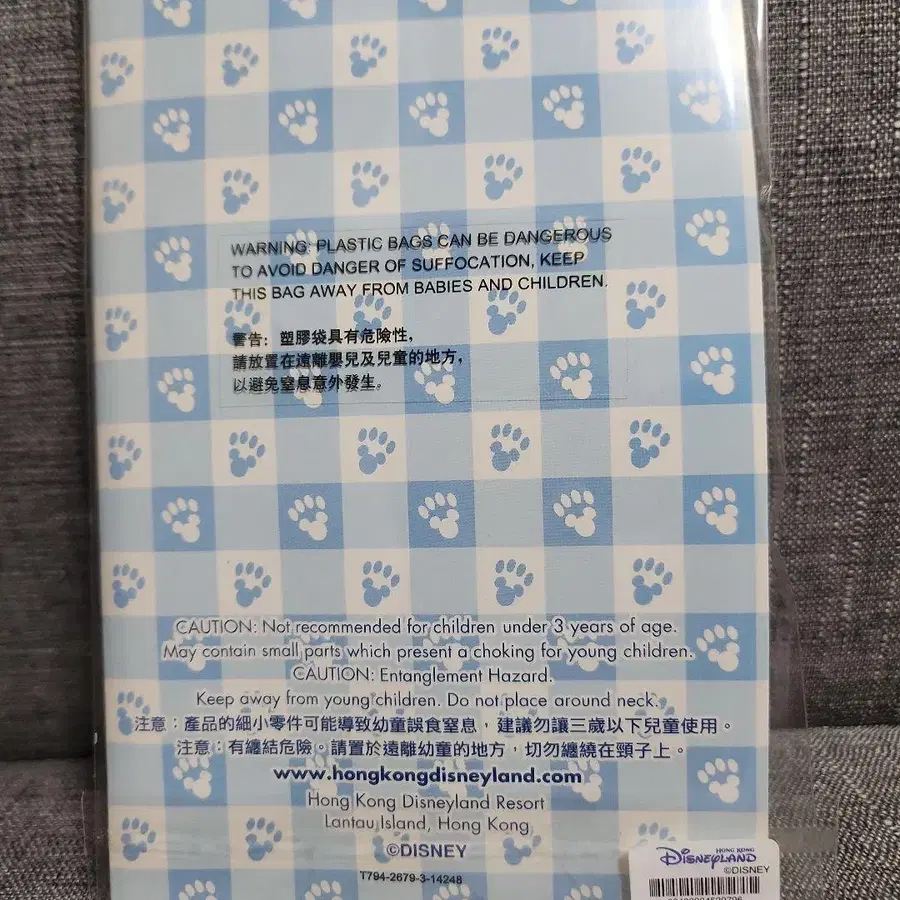 WARNING: PLASTIC BAGS CAN BE DANGEROUS
TO AVOID DANGER OF SUFFOCATION, KEEP
THIS BAG AWAY FROM BABIES AND CHILDREN.
警告：塑膠袋具有危險性，
請放置在遠離嬰兒及兒童的地方，
以避免窒息意外發生。
CAUTION: Not recommended for children under 3 years of age.
May contain small parts which present a choking for young children.
CAUTION: Entanglement Hazard.
Keep away from young children. Do not place around neck.
注意：產品的細小零件可能導致幼童誤食窒息，建議勿讓三歲以下兒童使用。
注意：有纏結危險。請置於遠離幼童的地方，切勿纏繞在頸子上。
www.hongkongdisneyland.com
Hong Kong Disneyland Resort
Lantau Island, Hong Kong
©DISNEY
T794-2679-3-14248
HONG KONG
DISNEYLAND
©DISNEY